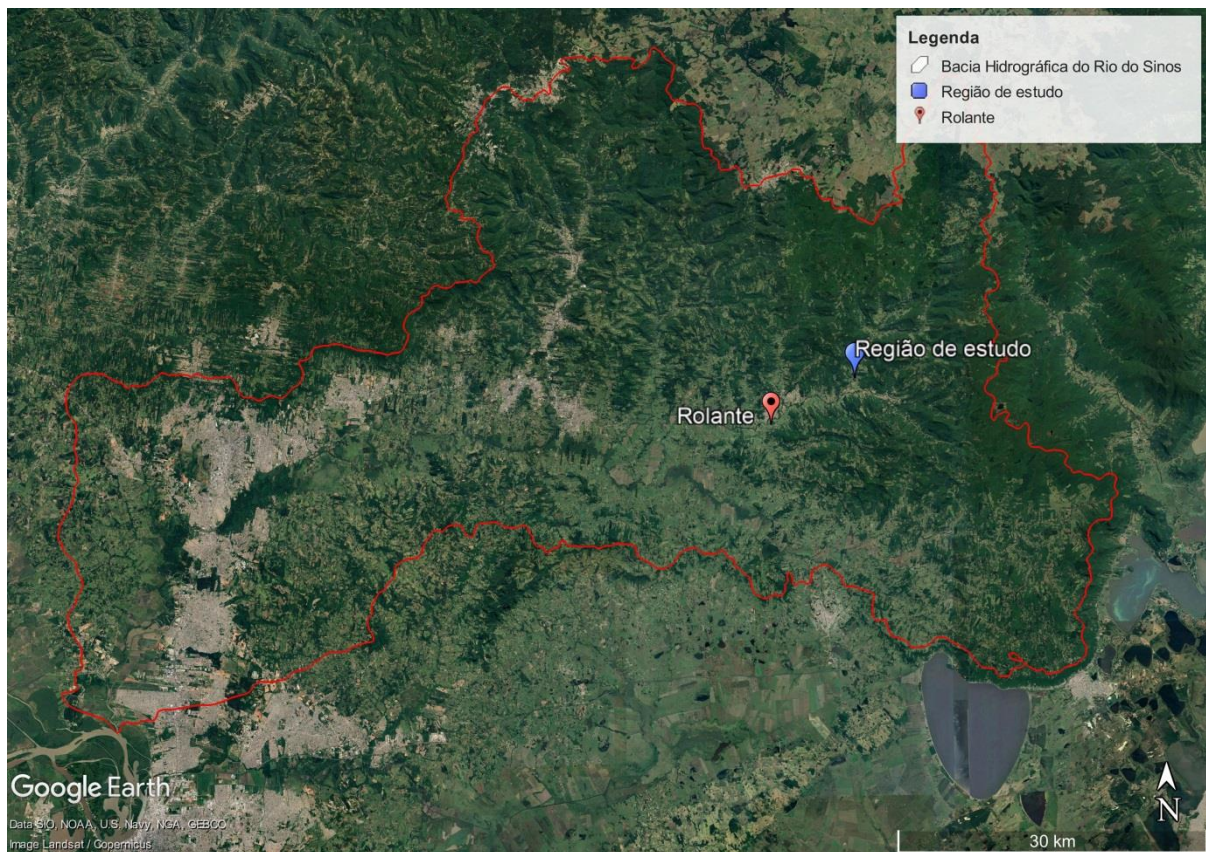 Legenda
Bacia Hidrográfica do Rio do Sinos
Região de estudo
Rolante
Região de estudo
Rolante
Google Earth
Data SIO, NOAA, U.S. Navy, NGA, GEBCO
Image Landsat / Copernicus
N
30 km